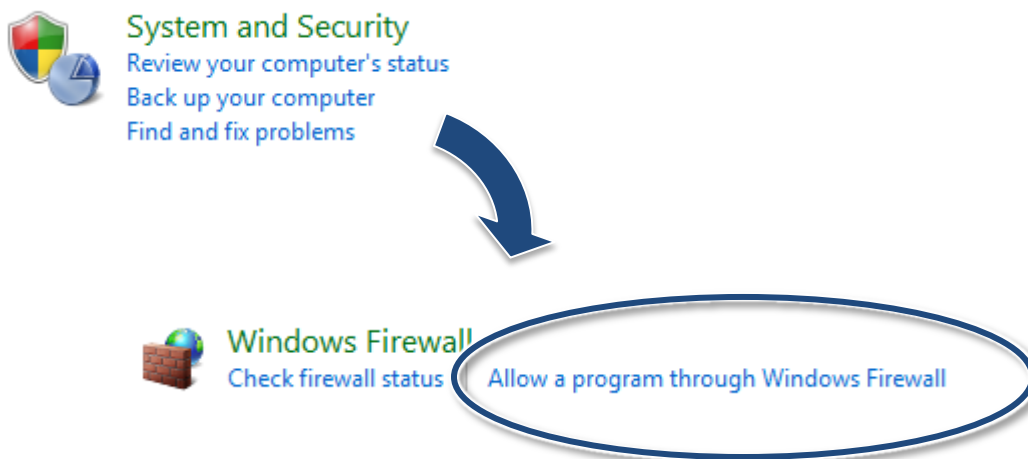 System and Security
Review your computer's status
Back up your computer
Find and fix problems
Windows Firewall
Check firewall status Allow a program through Windows Firewall